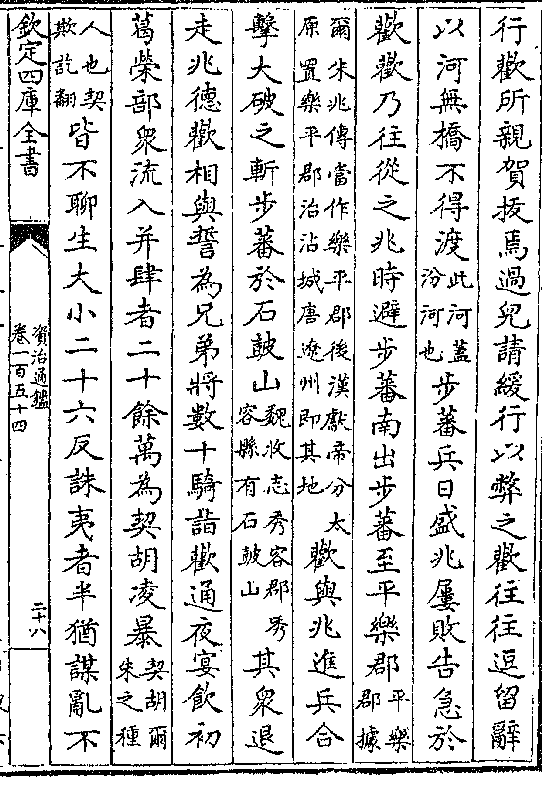 行歡所親賀抜焉過兒請緩行以弊之歡往往逗留辭
以河無橋不得渡此河蓋汾河也步蕃兵日盛兆屢敗告急於
歡歡乃往從之兆時避步蕃南出步蕃至平樂郡平樂郡據
爾朱兆傳當作樂平郡後漢獻帝分太原置樂平郡治沾城唐遼州即其地歡與兆進兵合
擊大破之斬步蕃於石皷山魏收志秀容郡秀容縣有石皷山其衆退
走兆德歡相與誓為兄弟將數十騎詣歡通夜宴飲初
葛榮部衆流入并肆者二十餘萬為契胡凌暴契胡爾朱之種
人也契欺訖翻皆不聊生大小二十六反誅夷者半猶謀亂不
欽定四庫全書
資治通鑑
卷一百五十四
二十八